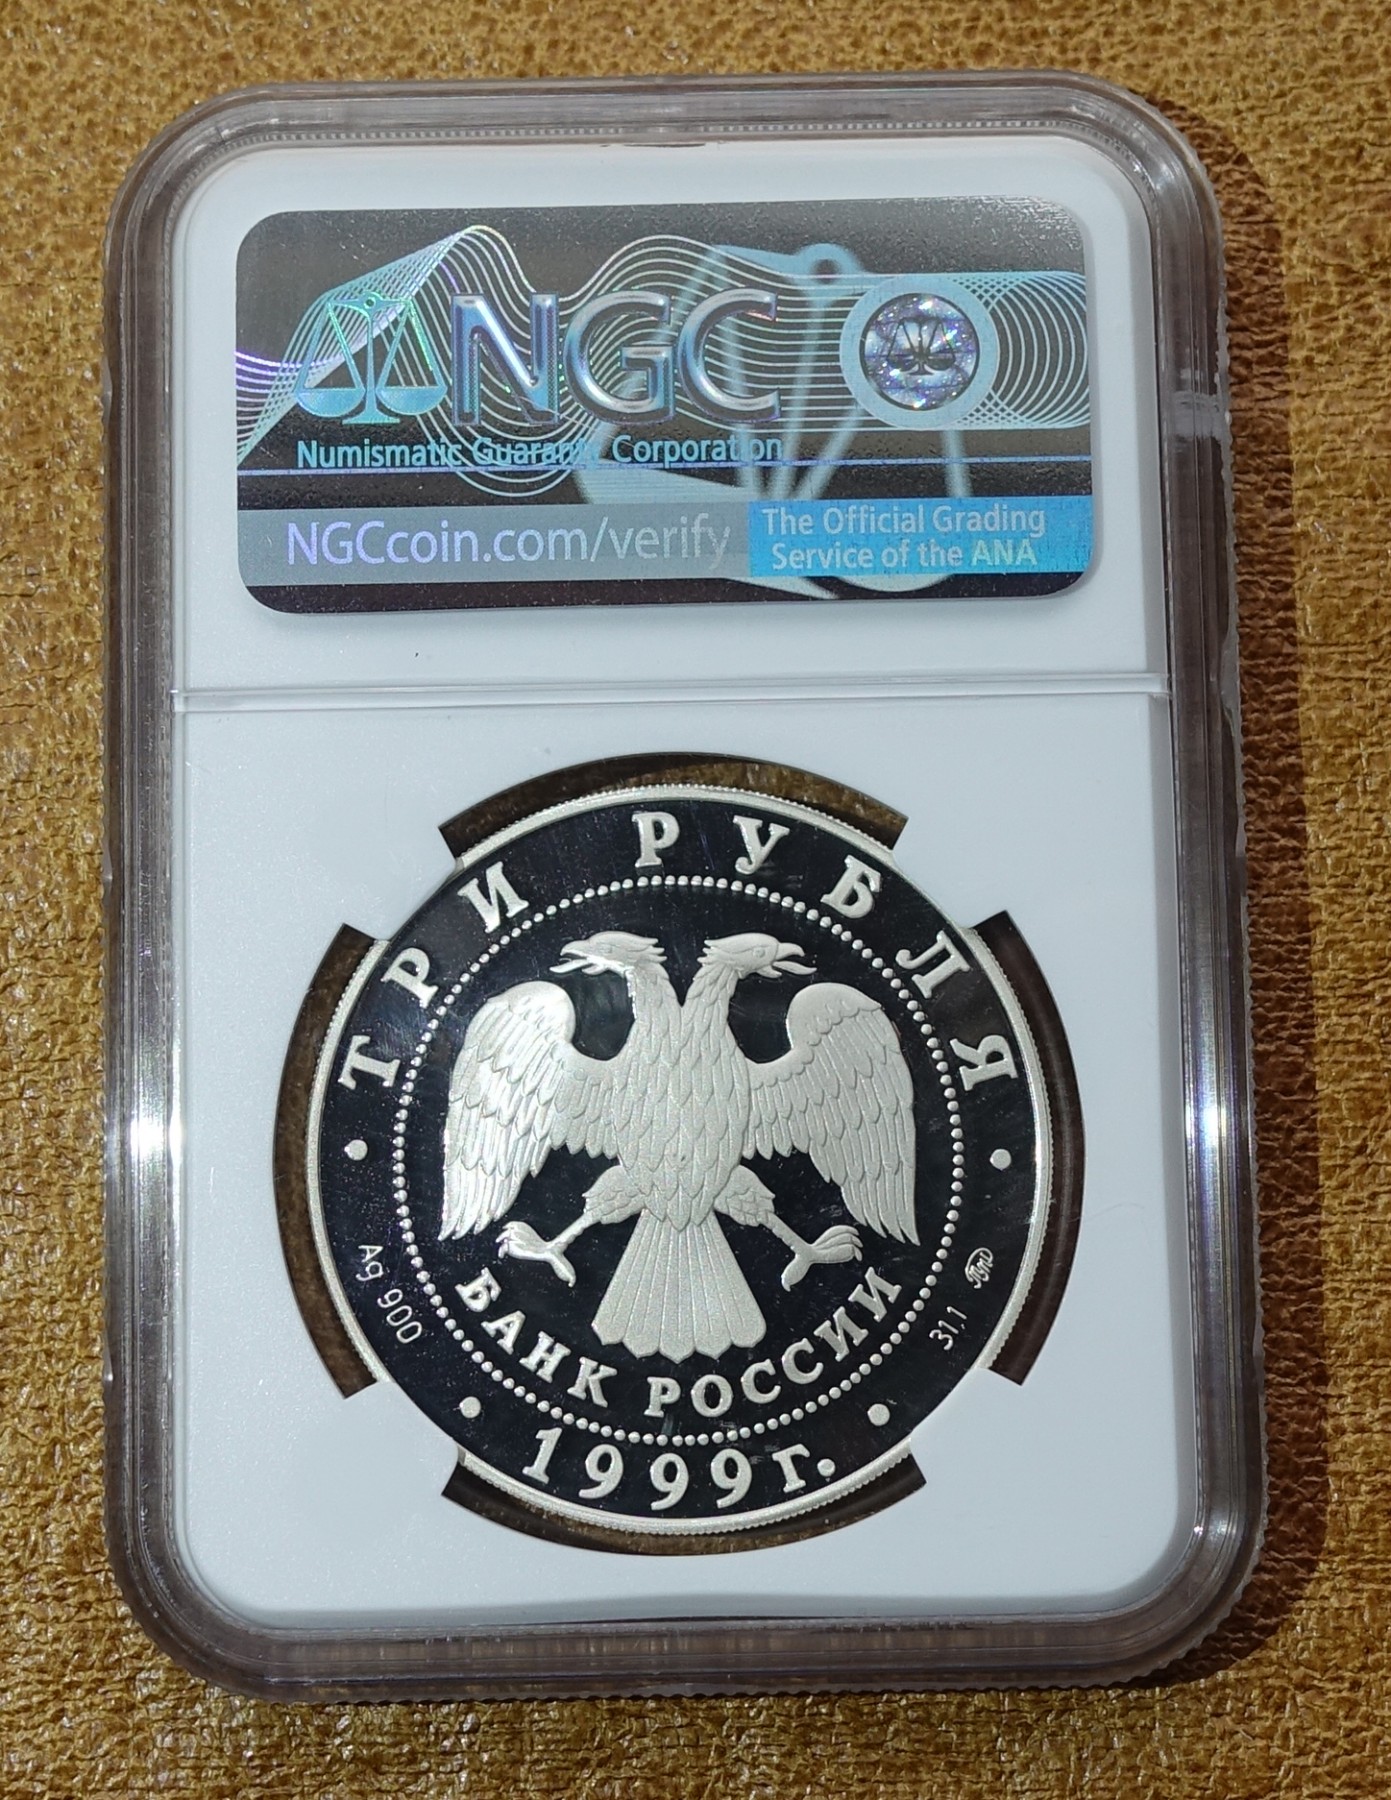 NGC
Numismatic Guaranty Corporation
NGCcoin.com/verify
The Official Grading
Service of the ANA
ТРИ РУБЛЯ
Ag 900
31,1
БАНК РОССИИ
1999 г.